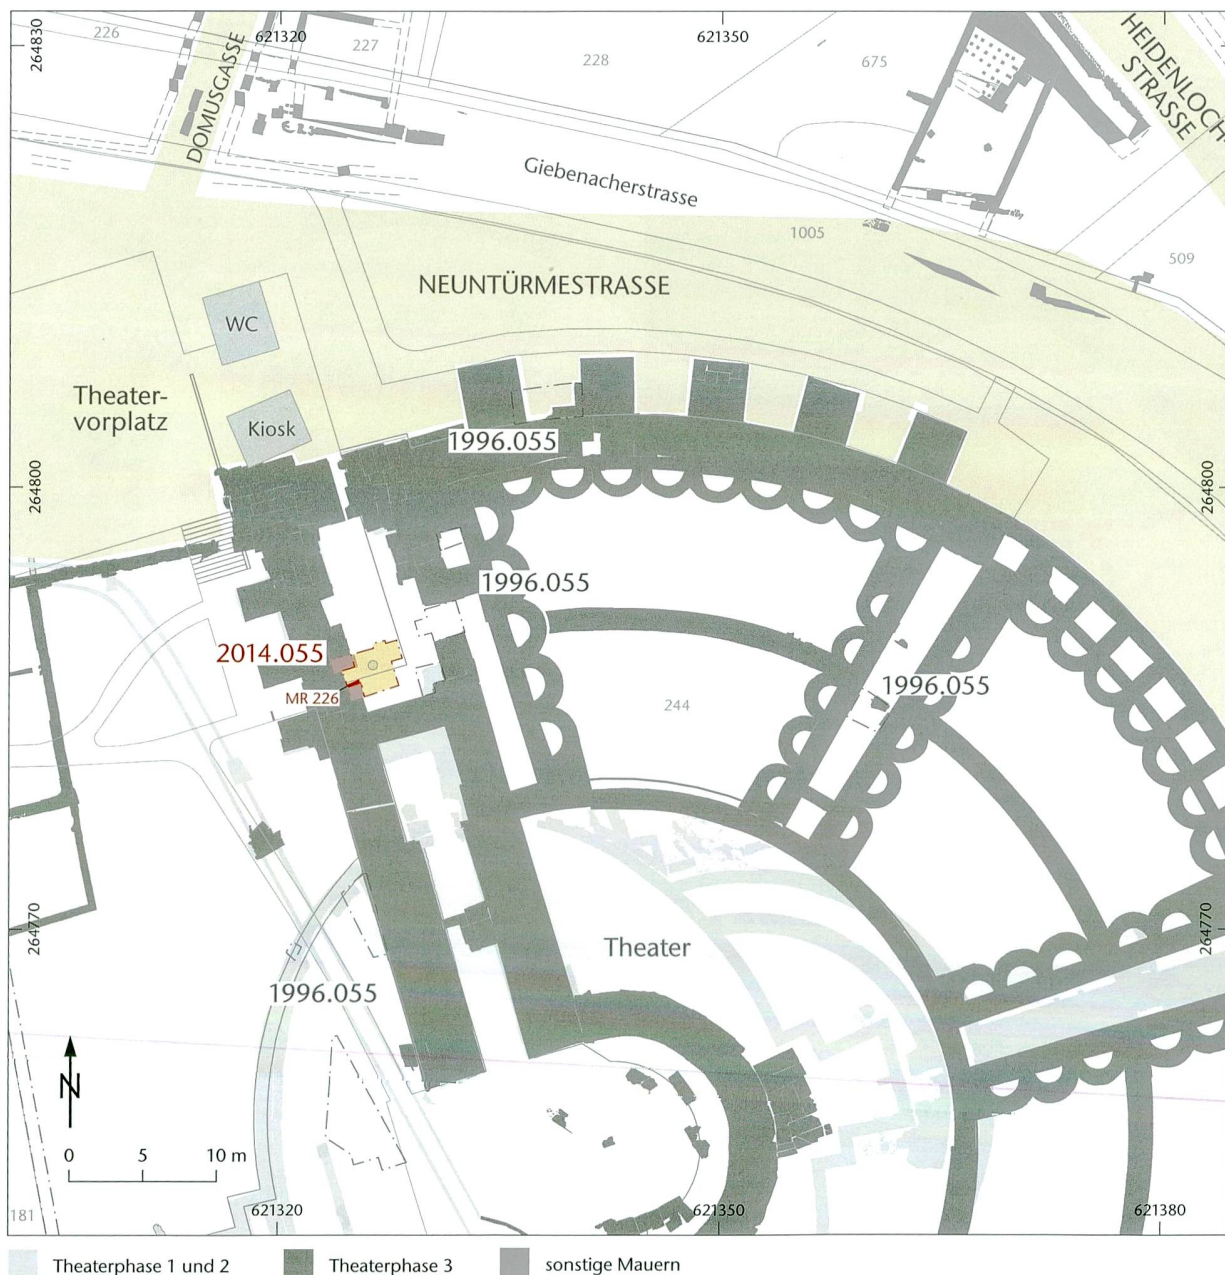 264830
226
DOMUSGASSE
621320
227
228
621350
675
HEIDENLOCH-
STRASSE
Giebenacherstrasse
1005
509
NEUNTÜRMESTRASSE
WC
Theater-
vorplatz
Kiosk
1996.055
264800
264800
1996.055
2014.055
MR 226
244
1996.055
264770
264770
Theater
1996.055
N
0 5 10 m
181
621320
621350
621380
Theaterphase 1 und 2
Theaterphase 3
sonstige Mauern